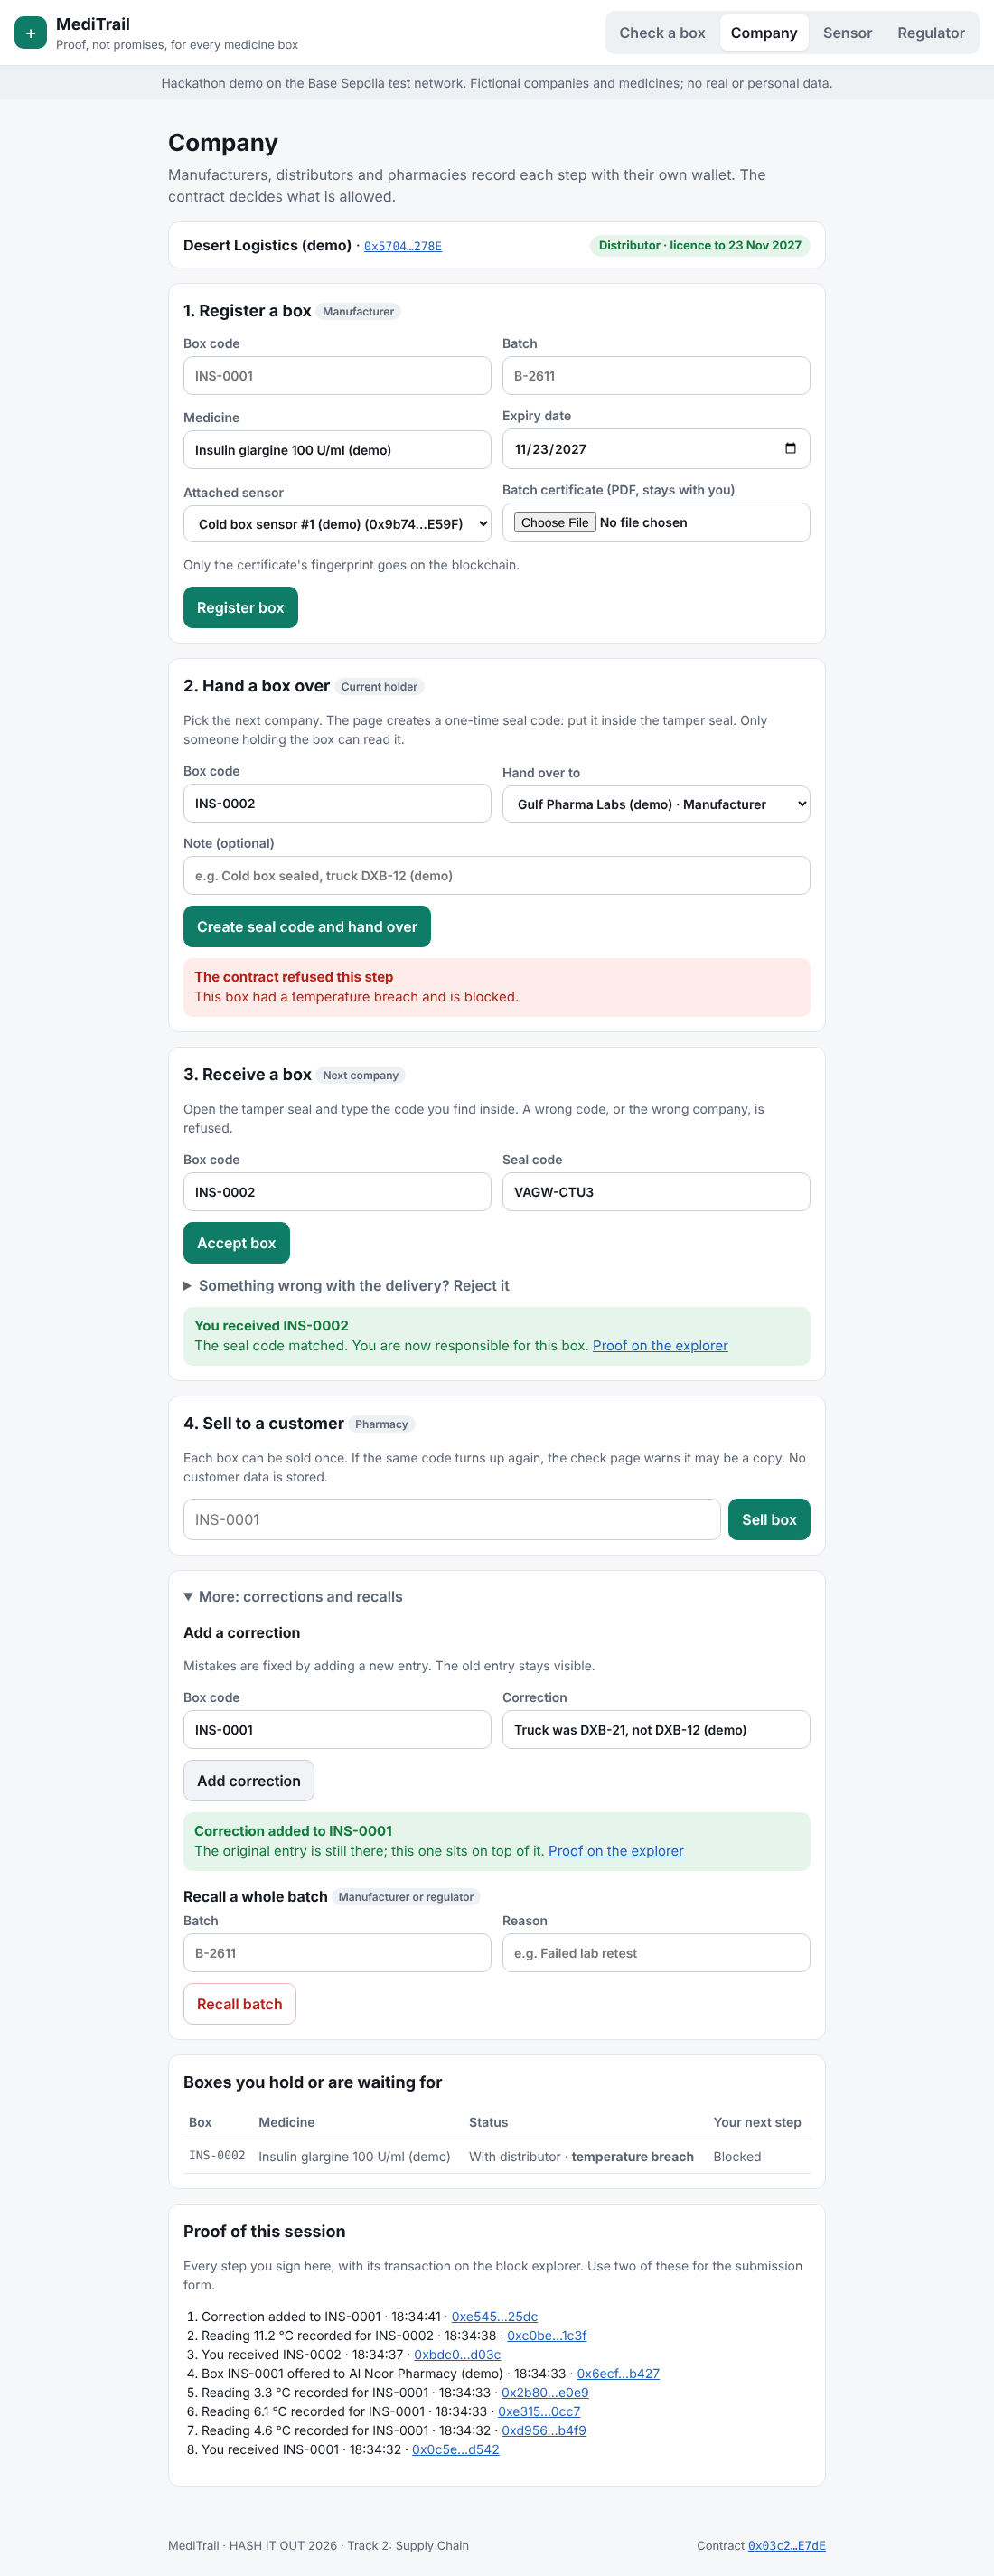 +
MediTrail
Proof, not promises, for every medicine box
Check a box
Company
Sensor
Regulator
Hackathon demo on the Base Sepolia test network. Fictional companies and medicines; no real or personal data.
Company
Manufacturers, distributors and pharmacies record each step with their own wallet. The
contract decides what is allowed.
Desert Logistics (demo) · 0x5704…278E
Distributor · licence to 23 Nov 2027
1. Register a box Manufacturer
Box code
Batch
INS-0001
B-2611
Medicine
Expiry date
Insulin glargine 100 U/ml (demo)
11/23/2027
Attached sensor
Batch certificate (PDF, stays with you)
Cold box sensor #1 (demo) (0x9b74…E59F)
Choose File No file chosen
Only the certificate's fingerprint goes on the blockchain.
Register box
2. Hand a box over Current holder
Pick the next company. The page creates a one-time seal code: put it inside the tamper seal. Only
someone holding the box can read it.
Box code
Hand over to
INS-0002
Gulf Pharma Labs (demo) · Manufacturer
Note (optional)
e.g. Cold box sealed, truck DXB-12 (demo)
Create seal code and hand over
The contract refused this step
This box had a temperature breach and is blocked.
3. Receive a box Next company
Open the tamper seal and type the code you find inside. A wrong code, or the wrong company, is
refused.
Box code
Seal code
INS-0002
VAGW-CTU3
Accept box
▶ Something wrong with the delivery? Reject it
You received INS-0002
The seal code matched. You are now responsible for this box. Proof on the explorer
4. Sell to a customer Pharmacy
Each box can be sold once. If the same code turns up again, the check page warns it may be a copy. No
customer data is stored.
INS-0001
Sell box
▼ More: corrections and recalls
Add a correction
Mistakes are fixed by adding a new entry. The old entry stays visible.
Box code
Correction
INS-0001
Truck was DXB-21, not DXB-12 (demo)
Add correction
Correction added to INS-0001
The original entry is still there; this one sits on top of it. Proof on the explorer
Recall a whole batch Manufacturer or regulator
Batch
Reason
B-2611
e.g. Failed lab retest
Recall batch
Boxes you hold or are waiting for
Box Medicine Status Your next step
INS-0002 Insulin glargine 100 U/ml (demo) With distributor · temperature breach Blocked
Proof of this session
Every step you sign here, with its transaction on the block explorer. Use two of these for the submission
form.
1. Correction added to INS-0001 · 18:34:41 · 0xe545…25dc
2. Reading 11.2 °C recorded for INS-0002 · 18:34:38 · 0xc0be…1c3f
3. You received INS-0002 · 18:34:37 · 0xbdc0…d03c
4. Box INS-0001 offered to Al Noor Pharmacy (demo) · 18:34:33 · 0x6ecf…b427
5. Reading 3.3 °C recorded for INS-0001 · 18:34:33 · 0x2b80…e0e9
6. Reading 6.1 °C recorded for INS-0001 · 18:34:33 · 0xe315…0cc7
7. Reading 4.6 °C recorded for INS-0001 · 18:34:32 · 0xd956…b4f9
8. You received INS-0001 · 18:34:32 · 0x0c5e…d542
MediTrail · HASH IT OUT 2026 · Track 2: Supply Chain
Contract 0x03c2…E7dE